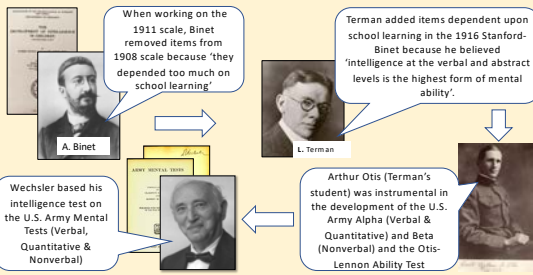 When working on the
1911 scale, Binet
removed items from
1908 scale because 'they
depended too much on
school learning'
A. Binet
Terman added items dependent upon
school learning in the 1916 Stanford-
Binet because he believed
'intelligence at the verbal and abstract
levels is the highest form of mental
ability'.
L. Terman
Arthur Otis (Terman's
student) was instrumental in
the development of the U.S.
Army Alpha (Verbal &
Quantitative) and Beta
(Nonverbal) and the Otis-
Lennon Ability Test
ARMY MENTAL TESTS
Wechsler based his
intelligence test on
the U.S. Army Mental
Tests (Verbal,
Quantitative &
Nonverbal)